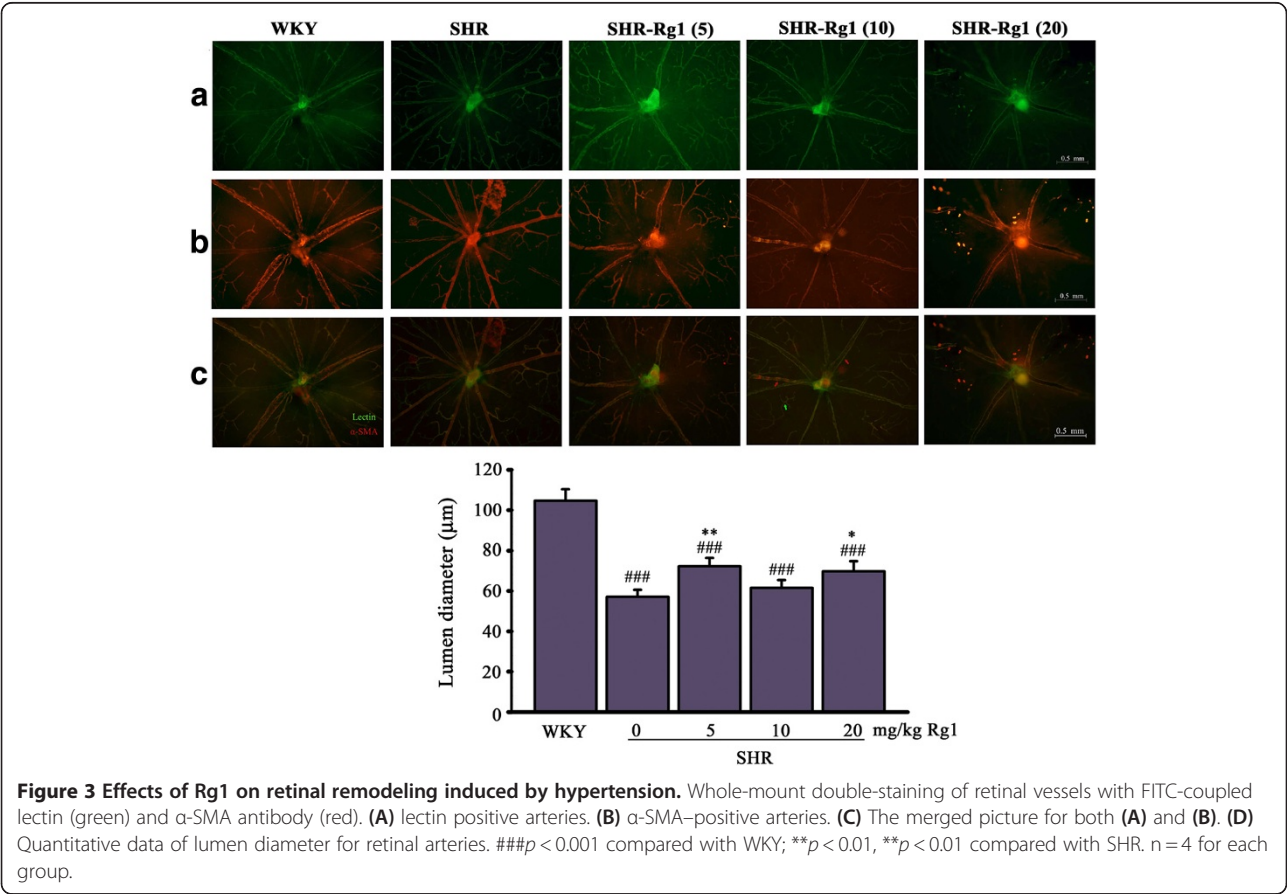 WKY SHR SHR-Rg1 (5) SHR-Rg1 (10) SHR-Rg1 (20)
a
0.5 mm
b
0.5 mm
c
Lectin
α-SMA
0.5 mm
120
100
80
60
40
20
0
Lumen diameter (μm)
###
**
###
###
*
###
WKY 0 5 10 20 mg/kg Rg1
SHR
Figure 3 Effects of Rg1 on retinal remodeling induced by hypertension. Whole-mount double-staining of retinal vessels with FITC-coupled
lectin (green) and α-SMA antibody (red). (A) lectin positive arteries. (B) α-SMA–positive arteries. (C) The merged picture for both (A) and (B). (D)
Quantitative data of lumen diameter for retinal arteries. ###p < 0.001 compared with WKY; **p < 0.01, **p < 0.01 compared with SHR. n = 4 for each
group.